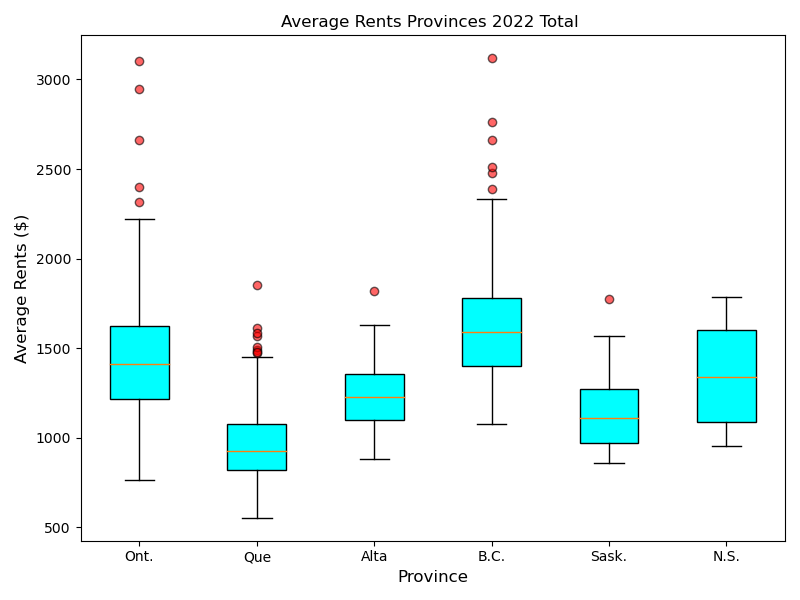 Average Rents Provinces 2022 Total
Average Rents ($)
3000
2500
2000
1500
1000
500
Ont. Que Alta B.C. Sask. N.S.
Province